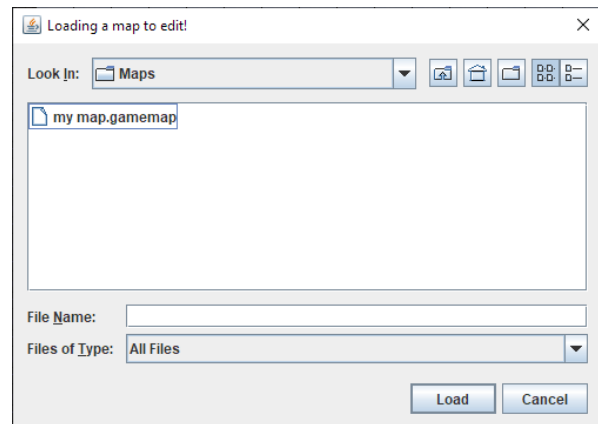 Loading a map to edit!
Look In: Maps
my map.gamemap
File Name:
Files of Type: All Files
Load Cancel